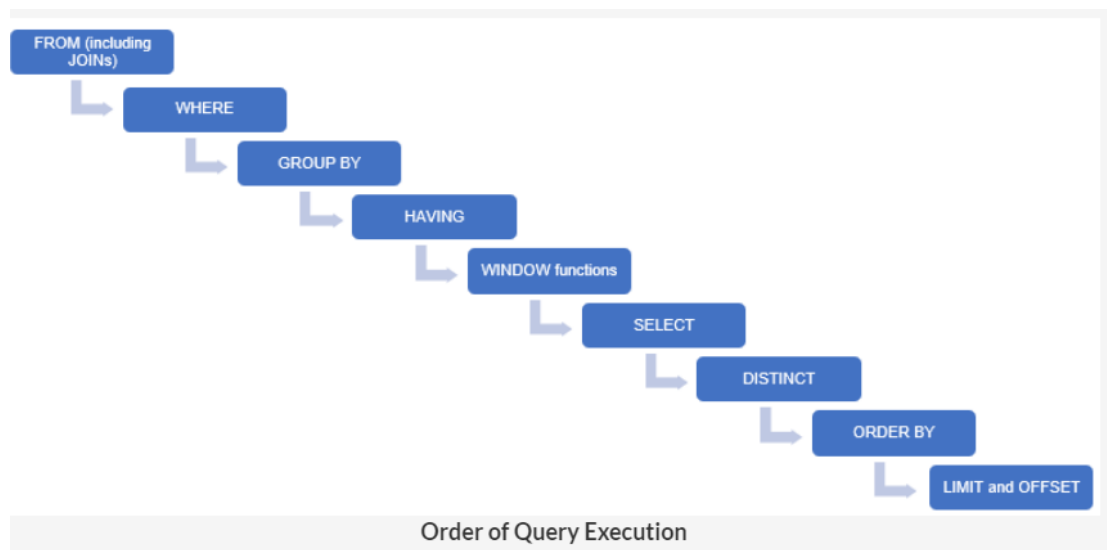 FROM (including
JOINs)
WHERE
GROUP BY
HAVING
WINDOW functions
SELECT
DISTINCT
ORDER BY
LIMIT and OFFSET
Order of Query Execution